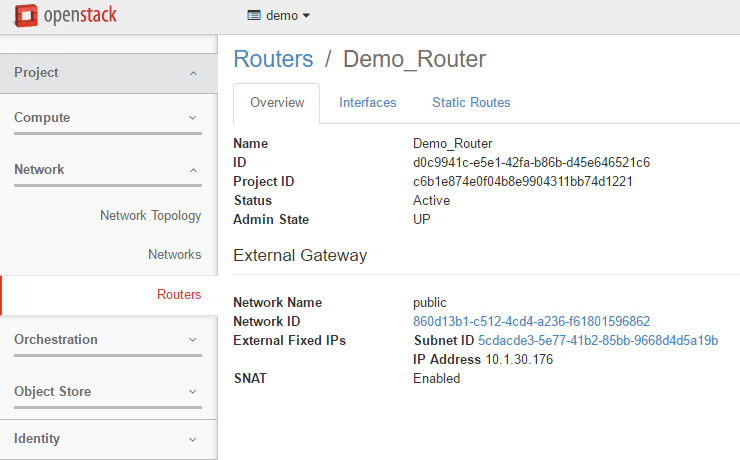 openstack
demo
Project
Compute
Network
Network Topology
Networks
Routers
Orchestration
Object Store
Identity
Routers / Demo_Router
Overview Interfaces Static Routes
Name Demo_Router
ID d0c9941c-e5e1-42fa-b86b-d45e646521c6
Project ID c6b1e874e0f04b8e9904311bb74d1221
Status Active
Admin State UP
External Gateway
Network Name public
Network ID 860d13b1-c512-4cd4-a236-f61801596862
External Fixed IPs Subnet ID 5cdacde3-5e77-41b2-85bb-9668d4d5a19b
IP Address 10.1.30.176
SNAT Enabled